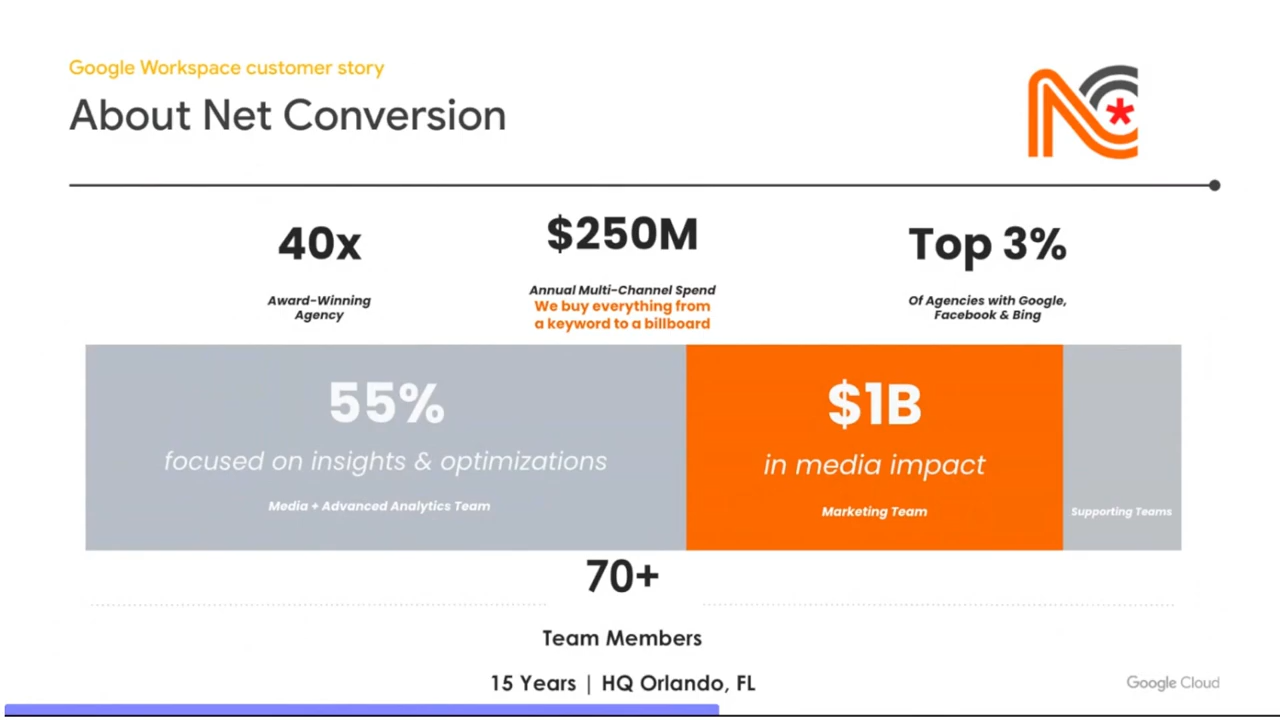 Google Workspace customer story
About Net Conversion
40x
Award-Winning
Agency
$250M
Annual Multi-Channel Spend
We buy everything from
a keyword to a billboard
Top 3%
Of Agencies with Google,
Facebook & Bing
55%
focused on insights & optimizations
Media + Advanced Analytics Team
$1B
in media impact
Marketing Team
Supporting Teams
70+
Team Members
15 Years | HQ Orlando, FL
Google Cloud